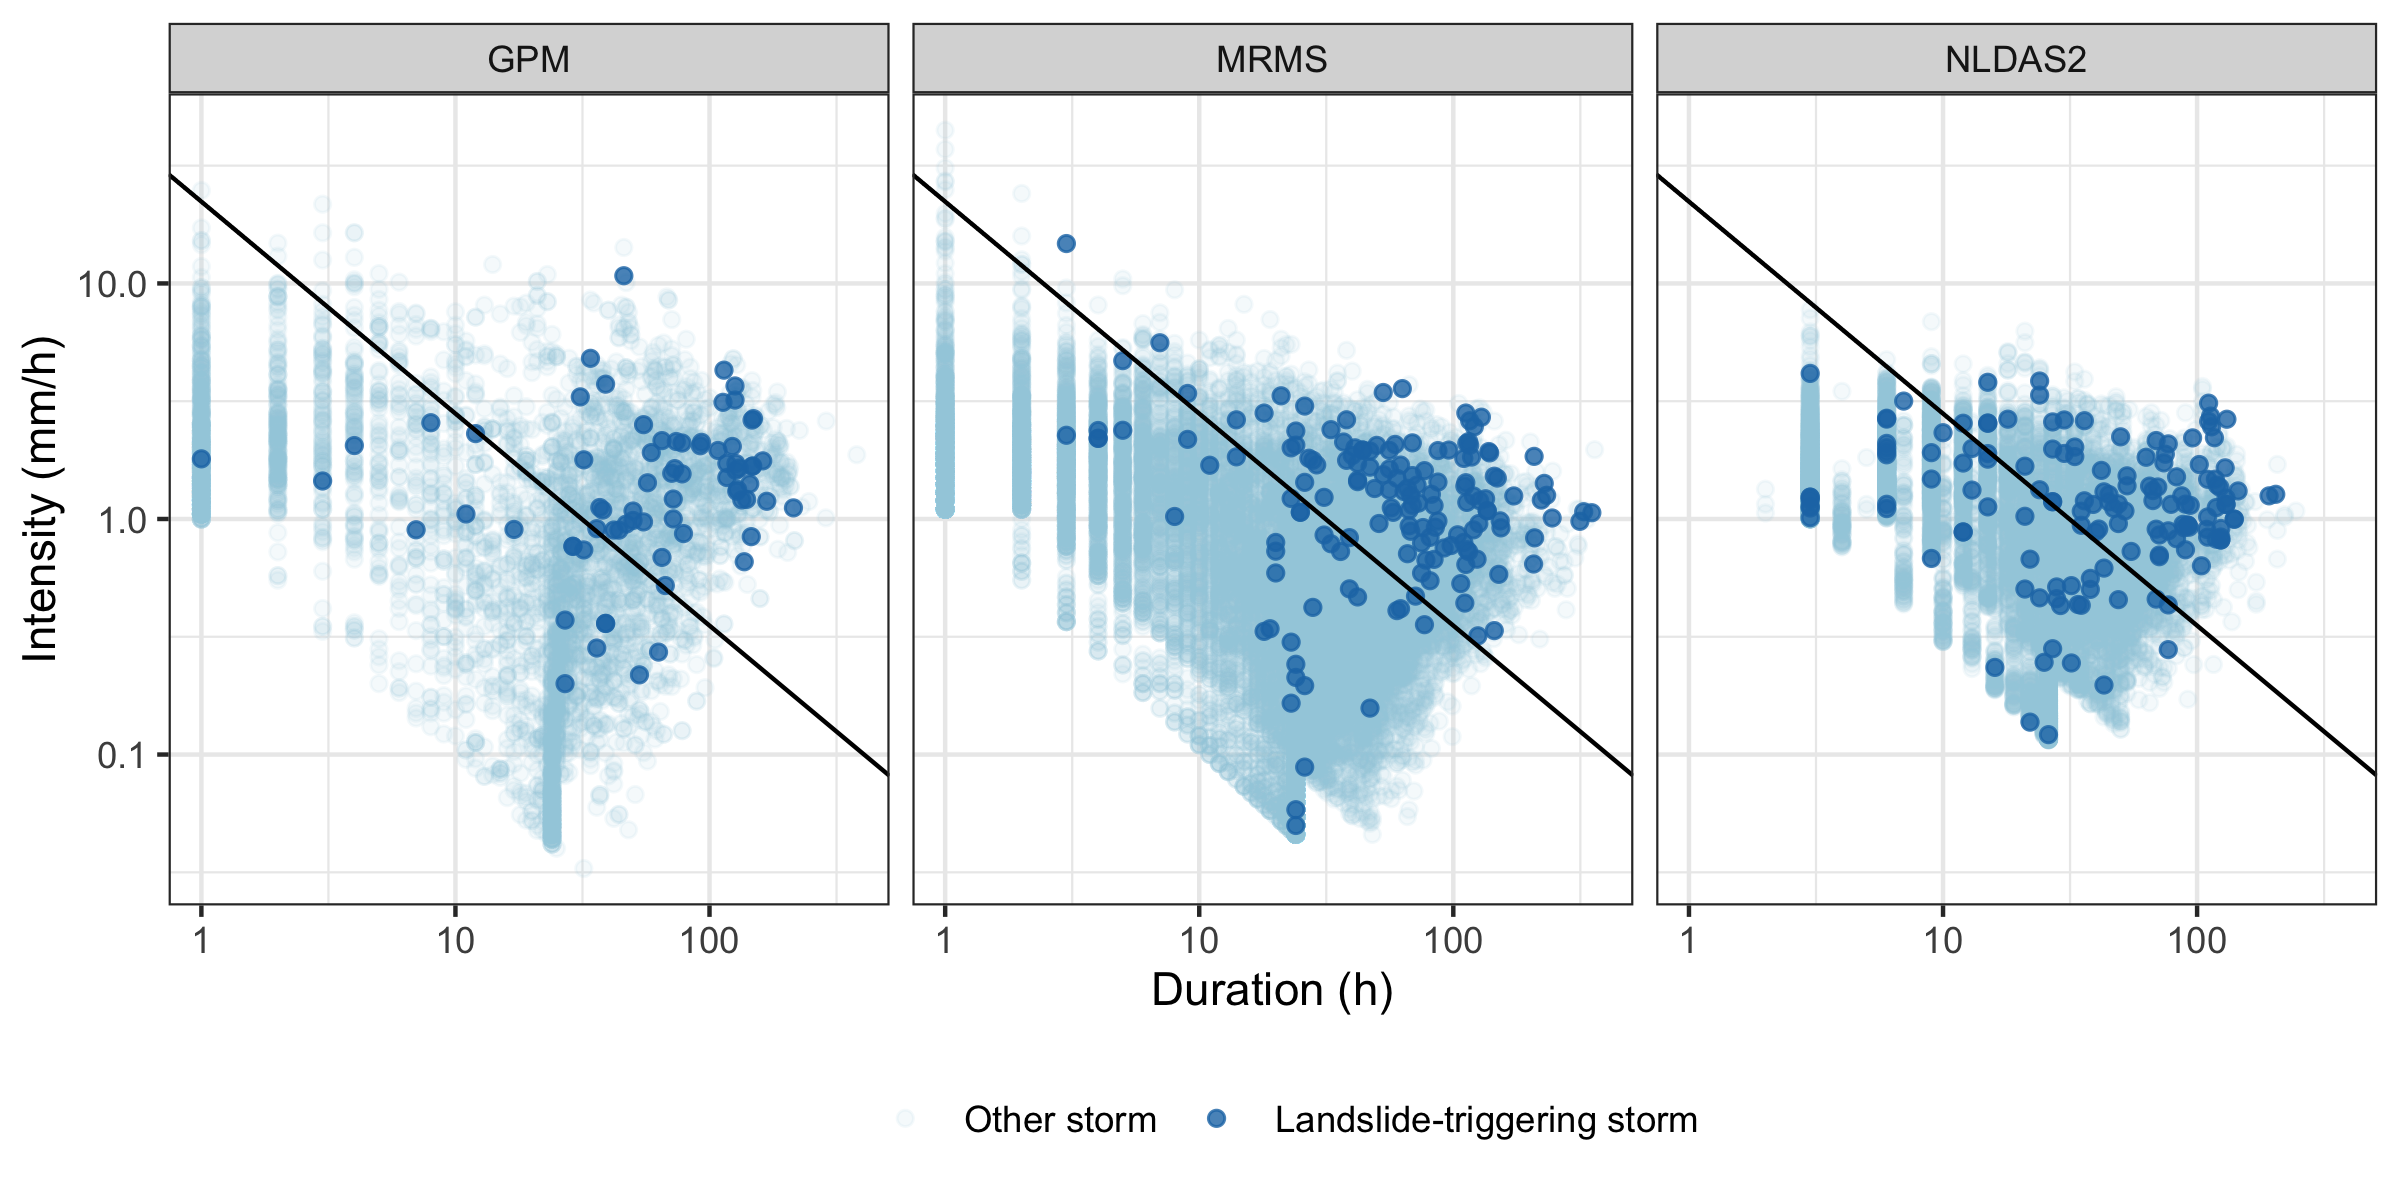 GPM MRMS NLDAS2
Intensity (mm/h)
10.0
1.0
0.1
1 10 100 1 10 100 1 10 100
Duration (h)
Other storm Landslide-triggering storm